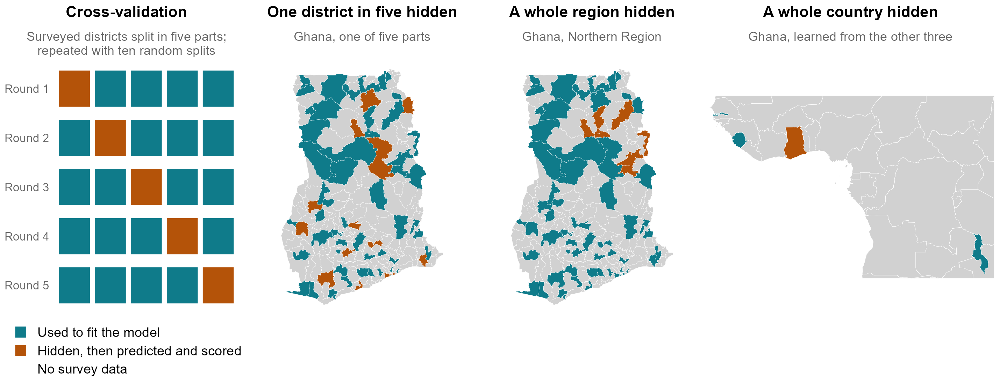 Cross-validation
Surveyed districts split in five parts;
repeated with ten random splits
Round 1
Round 2
Round 3
Round 4
Round 5
Used to fit the model
Hidden, then predicted and scored
No survey data
One district in five hidden
Ghana, one of five parts
A whole region hidden
Ghana, Northern Region
A whole country hidden
Ghana, learned from the other three